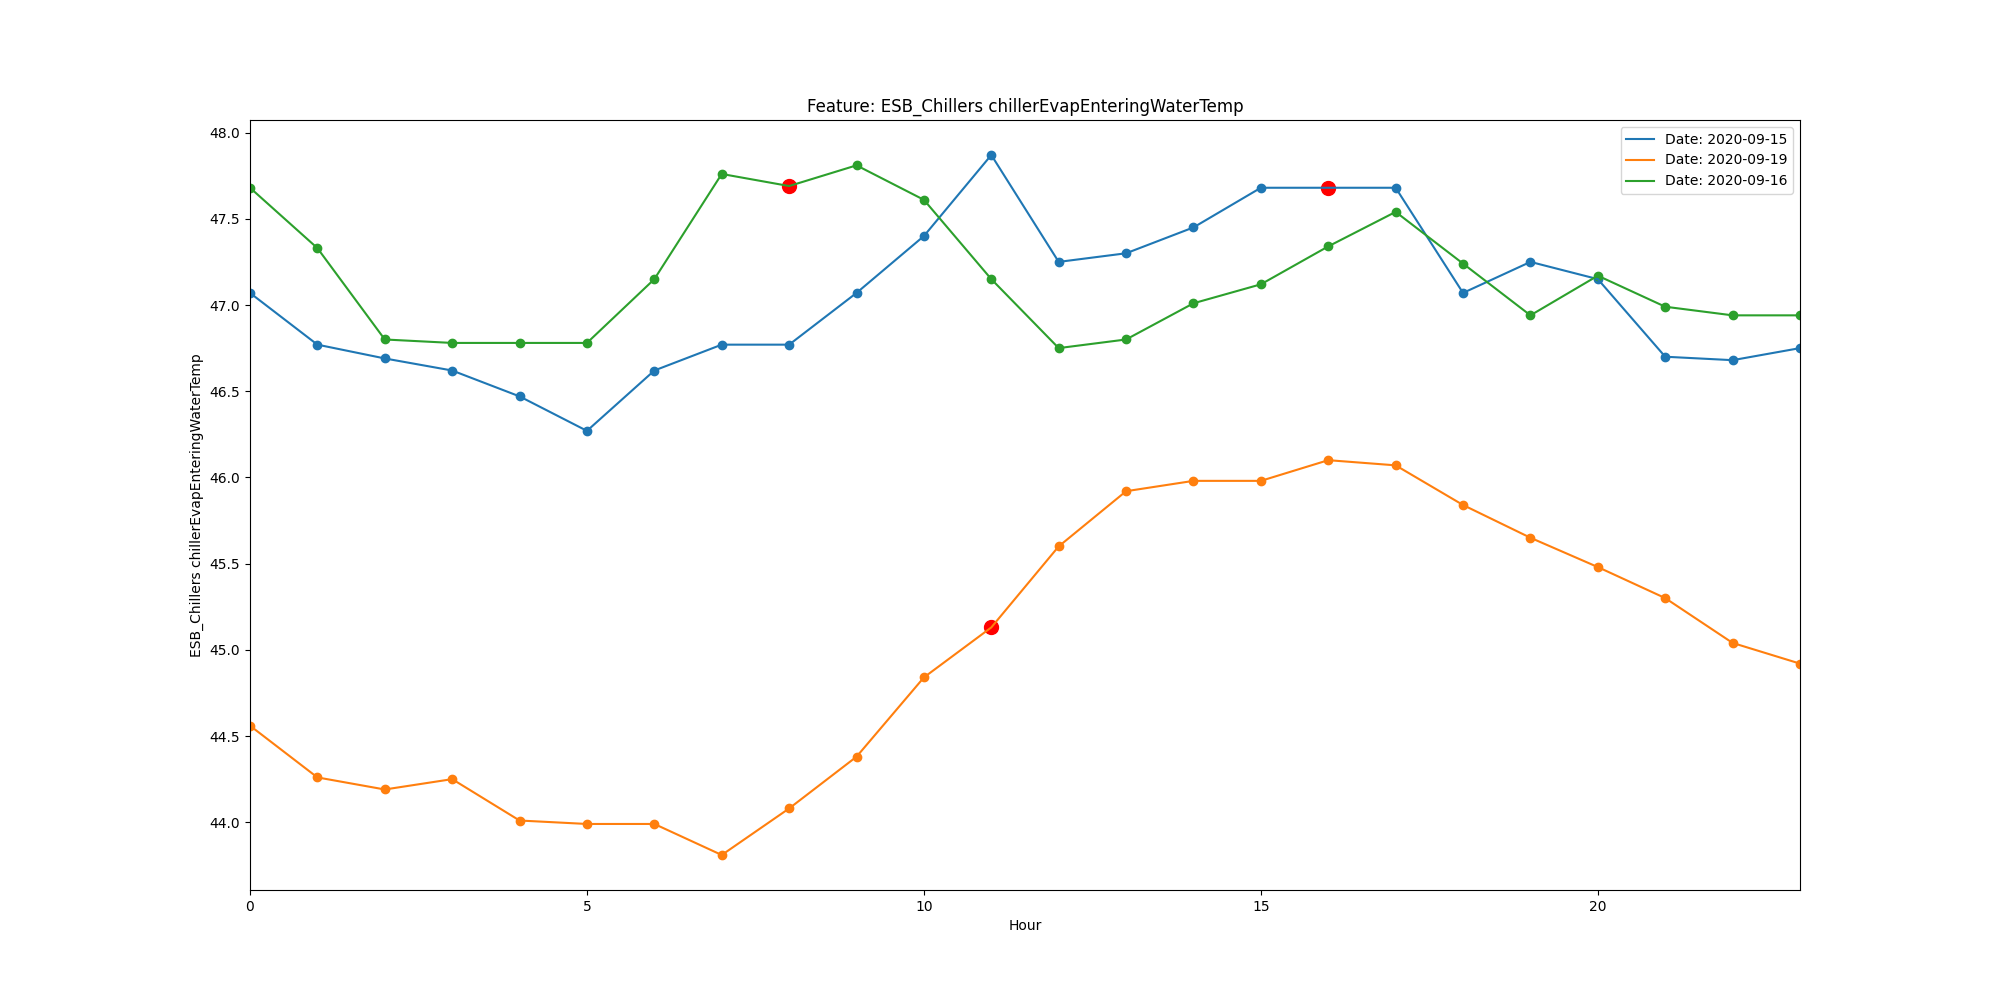 Feature: ESB_Chillers chillerEvapEnteringWaterTemp
Date: 2020-09-15
Date: 2020-09-19
Date: 2020-09-16
ESB_Chillers chillerEvapEnteringWaterTemp
48.0
47.5
47.0
46.5
46.0
45.5
45.0
44.5
44.0
0
5
10
15
20
Hour